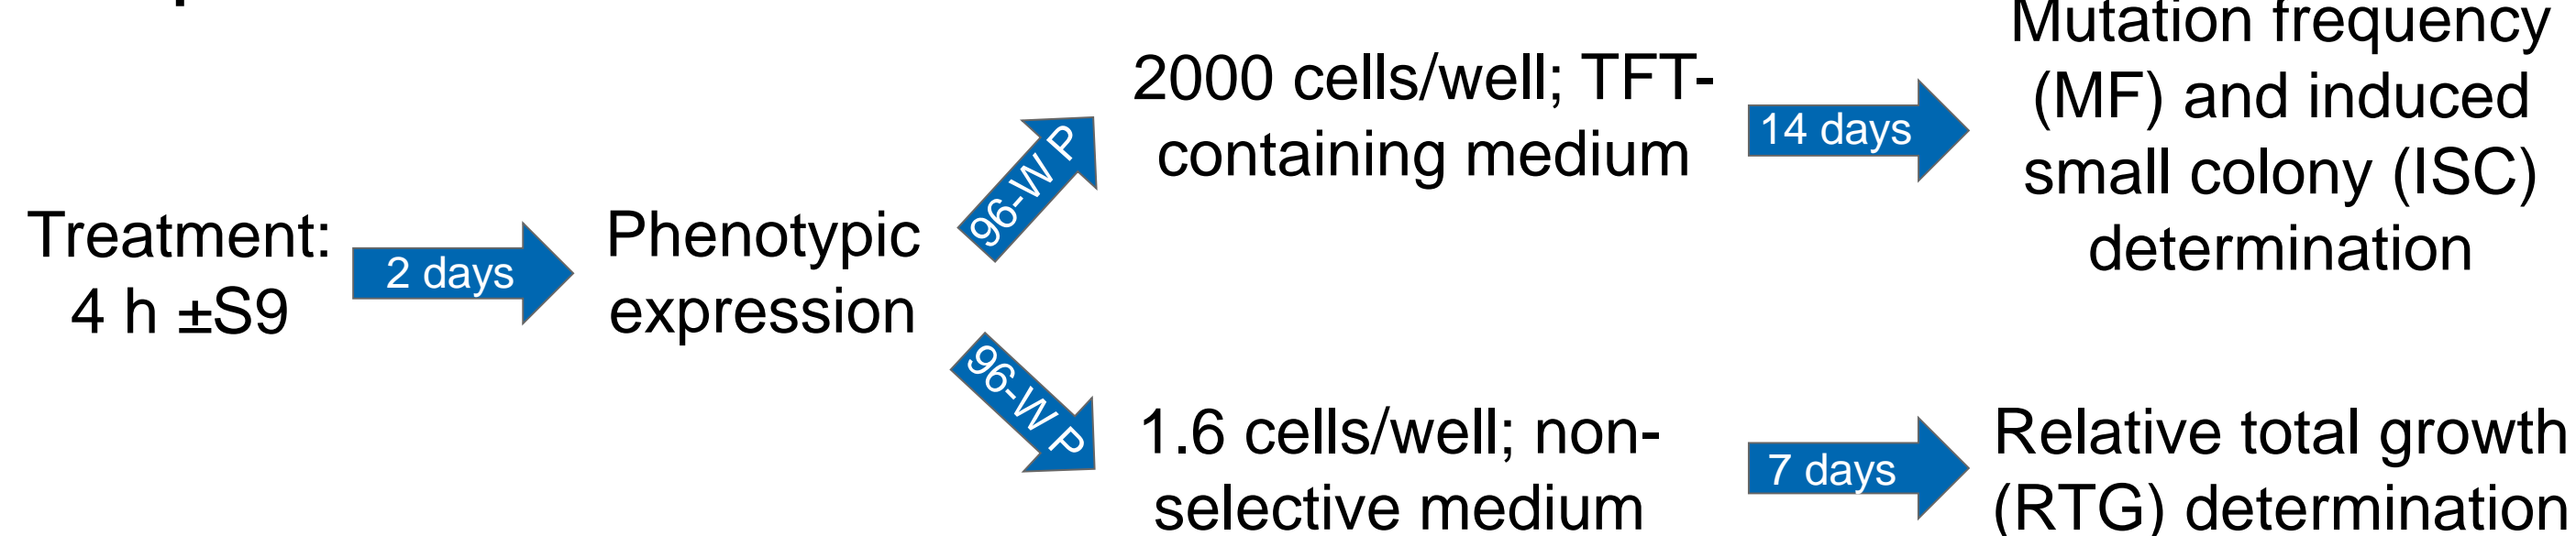 Treatment:
4 h ±S9
2 days
Phenotypic
expression
96-W P
2000 cells/well; TFT-
containing medium
14 days
Mutation frequency
(MF) and induced
small colony (ISC)
determination
96-W P
1.6 cells/well; non-
selective medium
7 days
Relative total growth
(RTG) determination